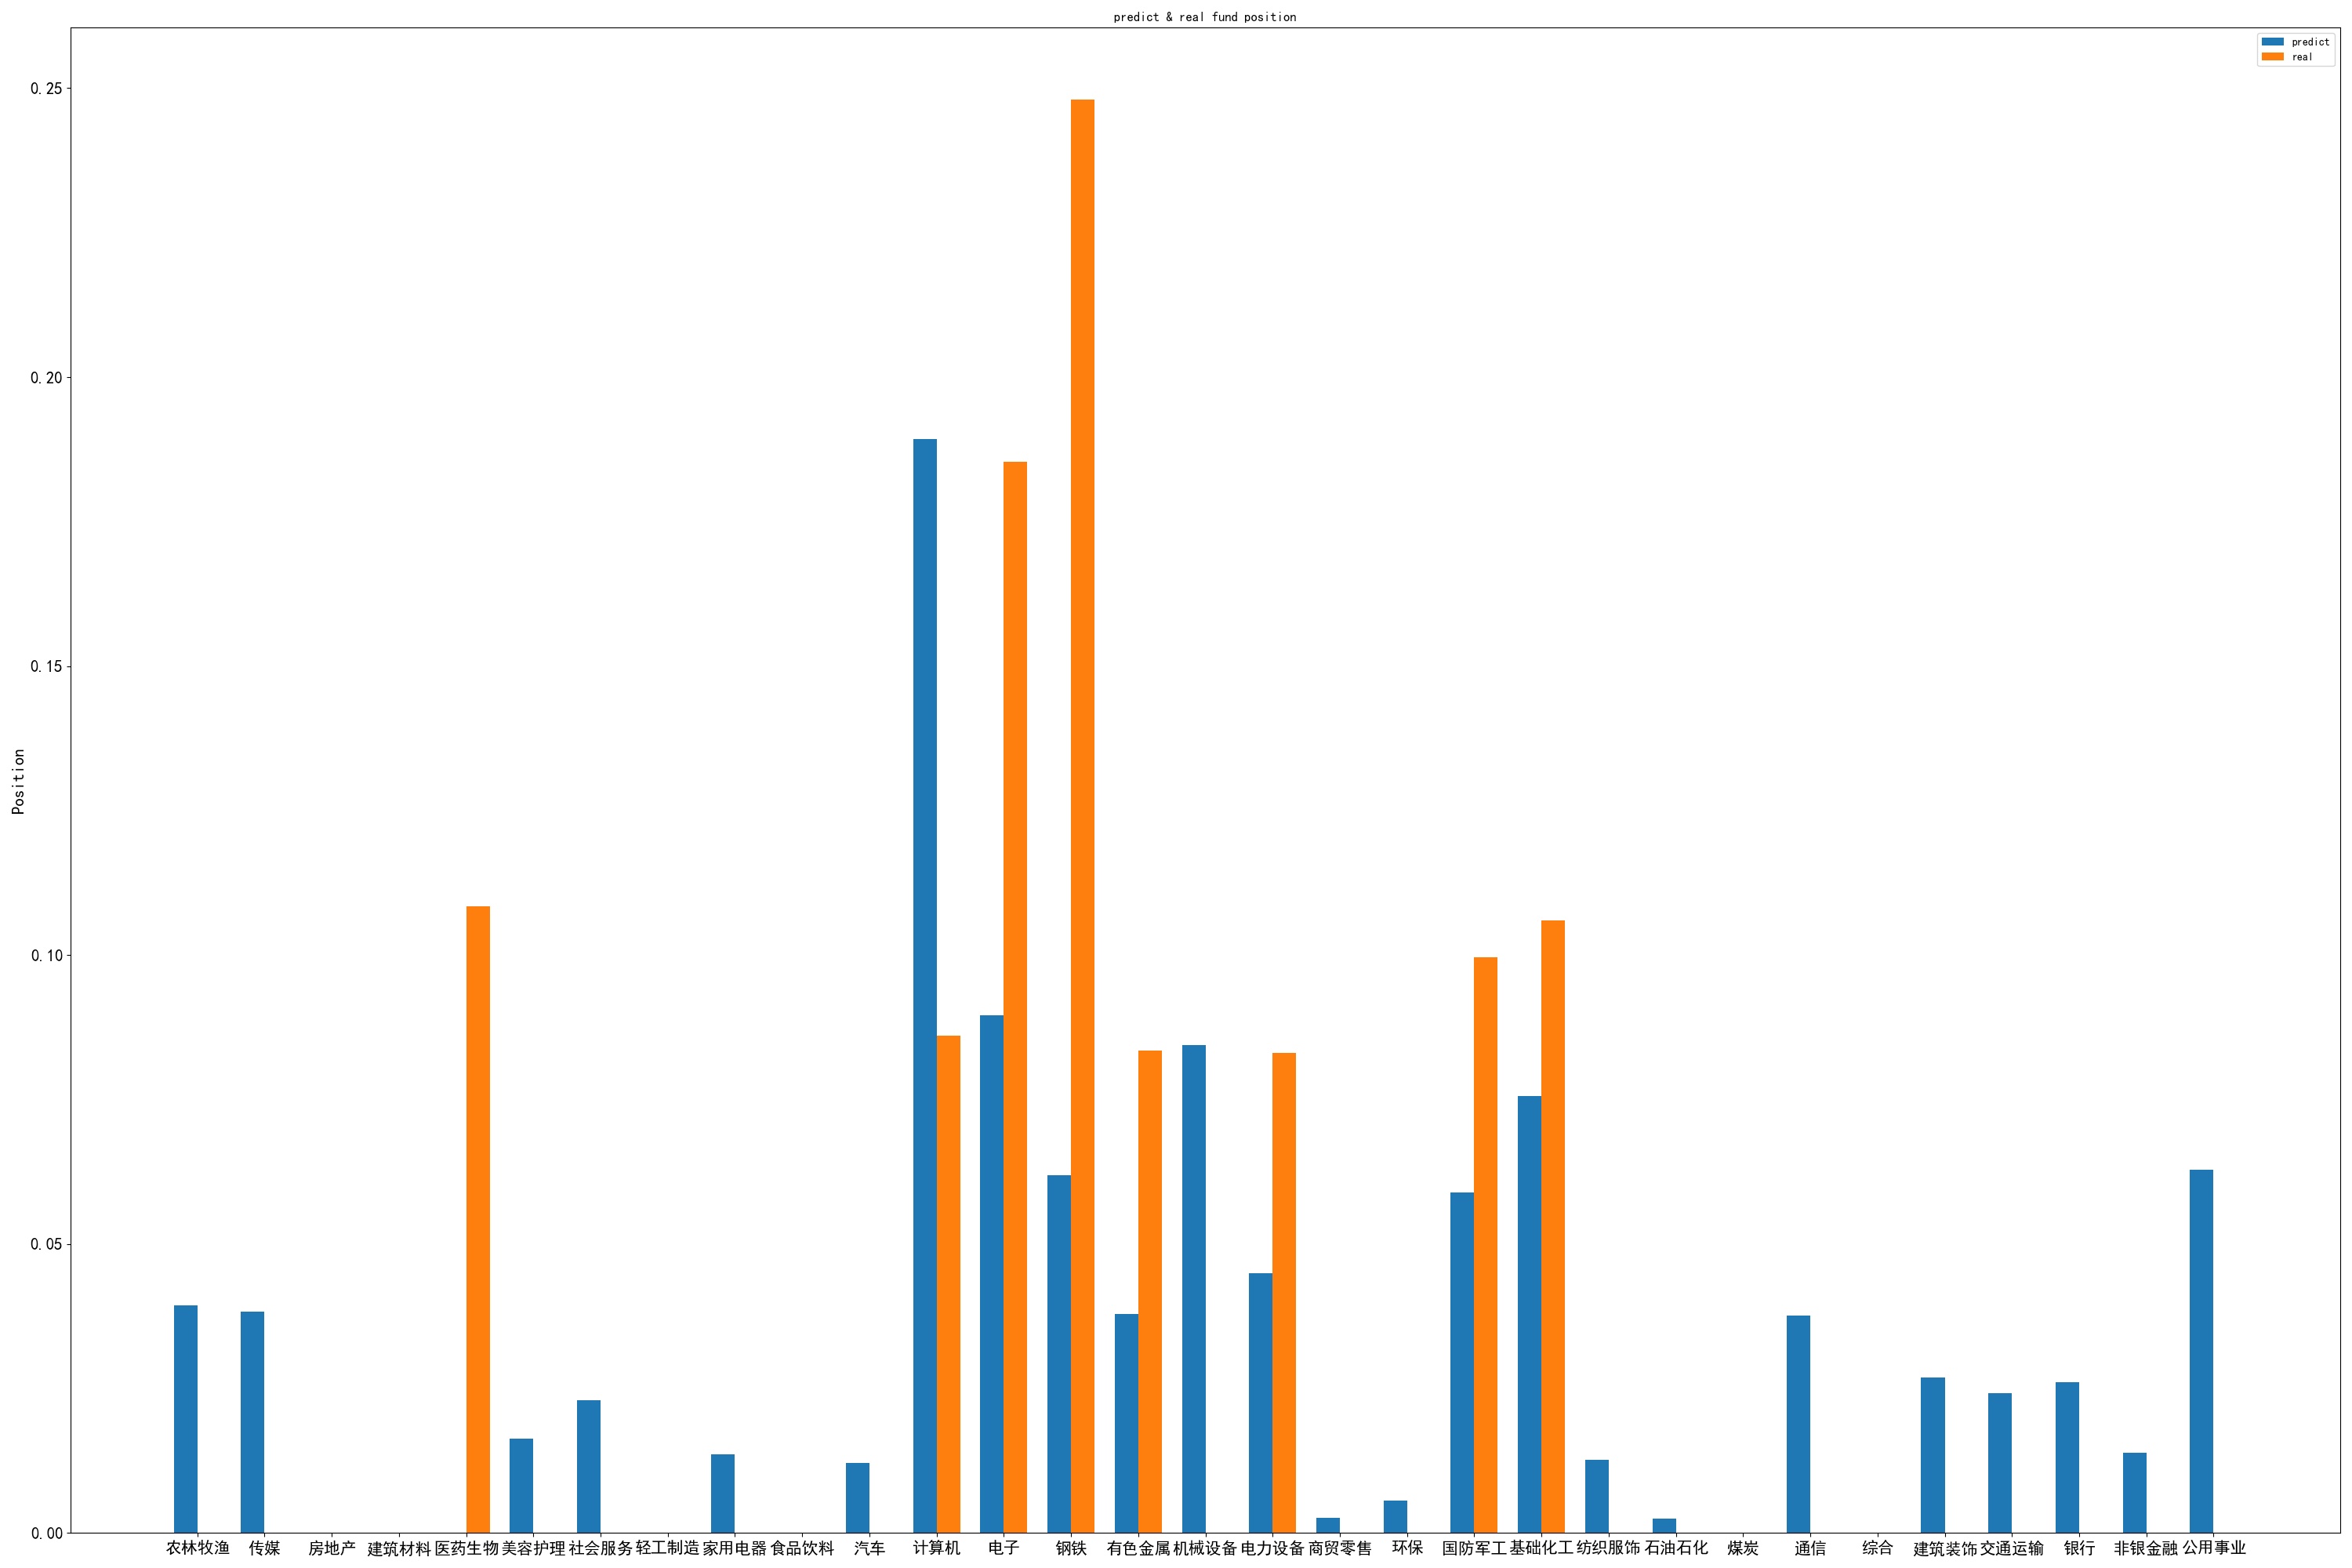 predict & real fund position
predict
real
Position
0.25
0.20
0.15
0.10
0.05
0.00
农林牧渔 传媒 房地产 建筑材料 医药生物 美容护理 社会服务 轻工制造 家用电器 食品饮料 汽车 计算机 电子 钢铁 有色金属 机械设备 电力设备 商贸零售 环保 国防军工 基础化工 纺织服饰 石油石化 煤炭 通信 综合 建筑装饰 交通运输 银行 非银金融 公用事业